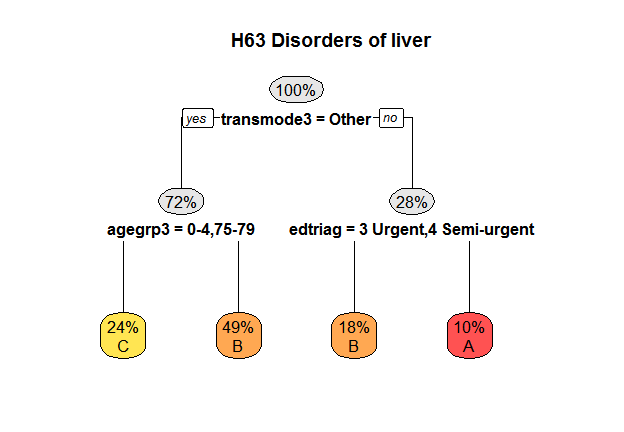 H63 Disorders of liver
100%
yes transmode3 = Other no
72% 28%
agegrp3 = 0-4,75-79 edtriag = 3 Urgent,4 Semi-urgent
24% 49% 18% 10%
C B B A